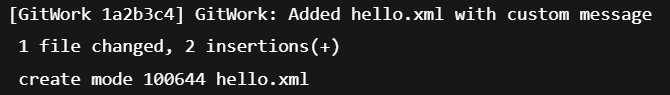 [GitWork 1a2b3c4] GitWork: Added hello.xml with custom message
1 file changed, 2 insertions(+)
create mode 100644 hello.xml